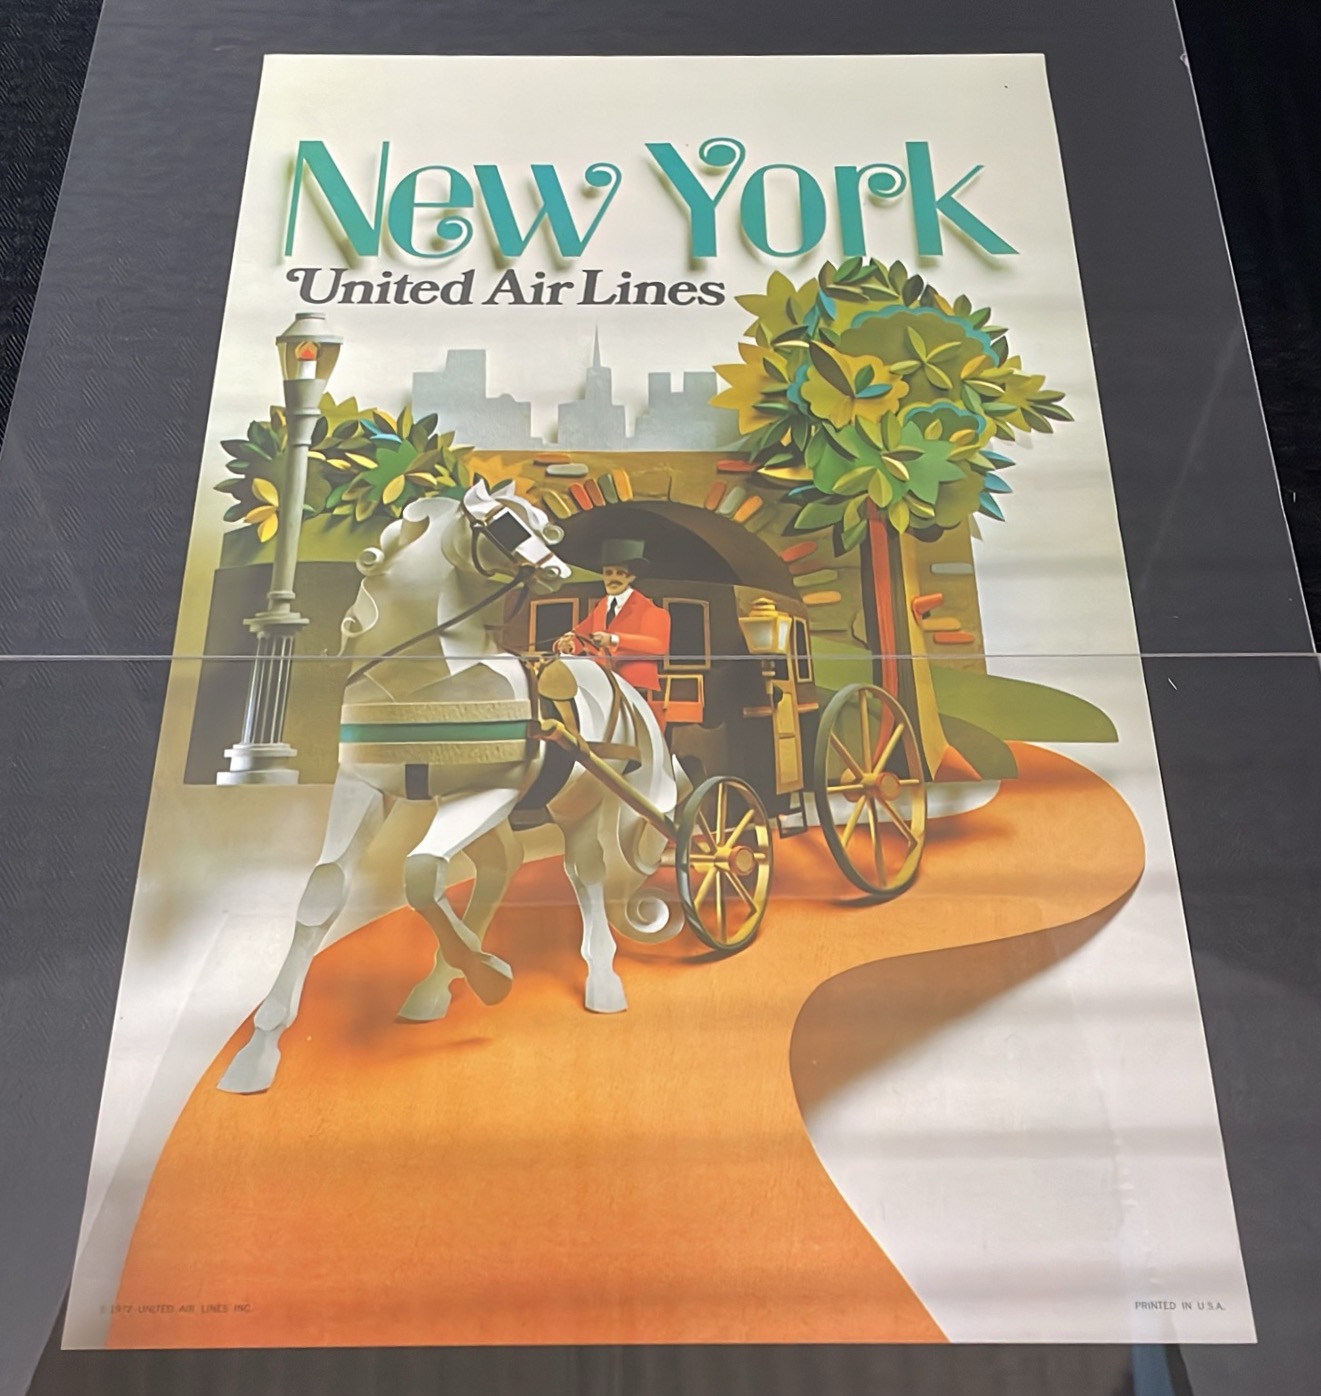 New York
United Air Lines
© 1972 UNITED AIR LINES INC.
PRINTED IN U.S.A.